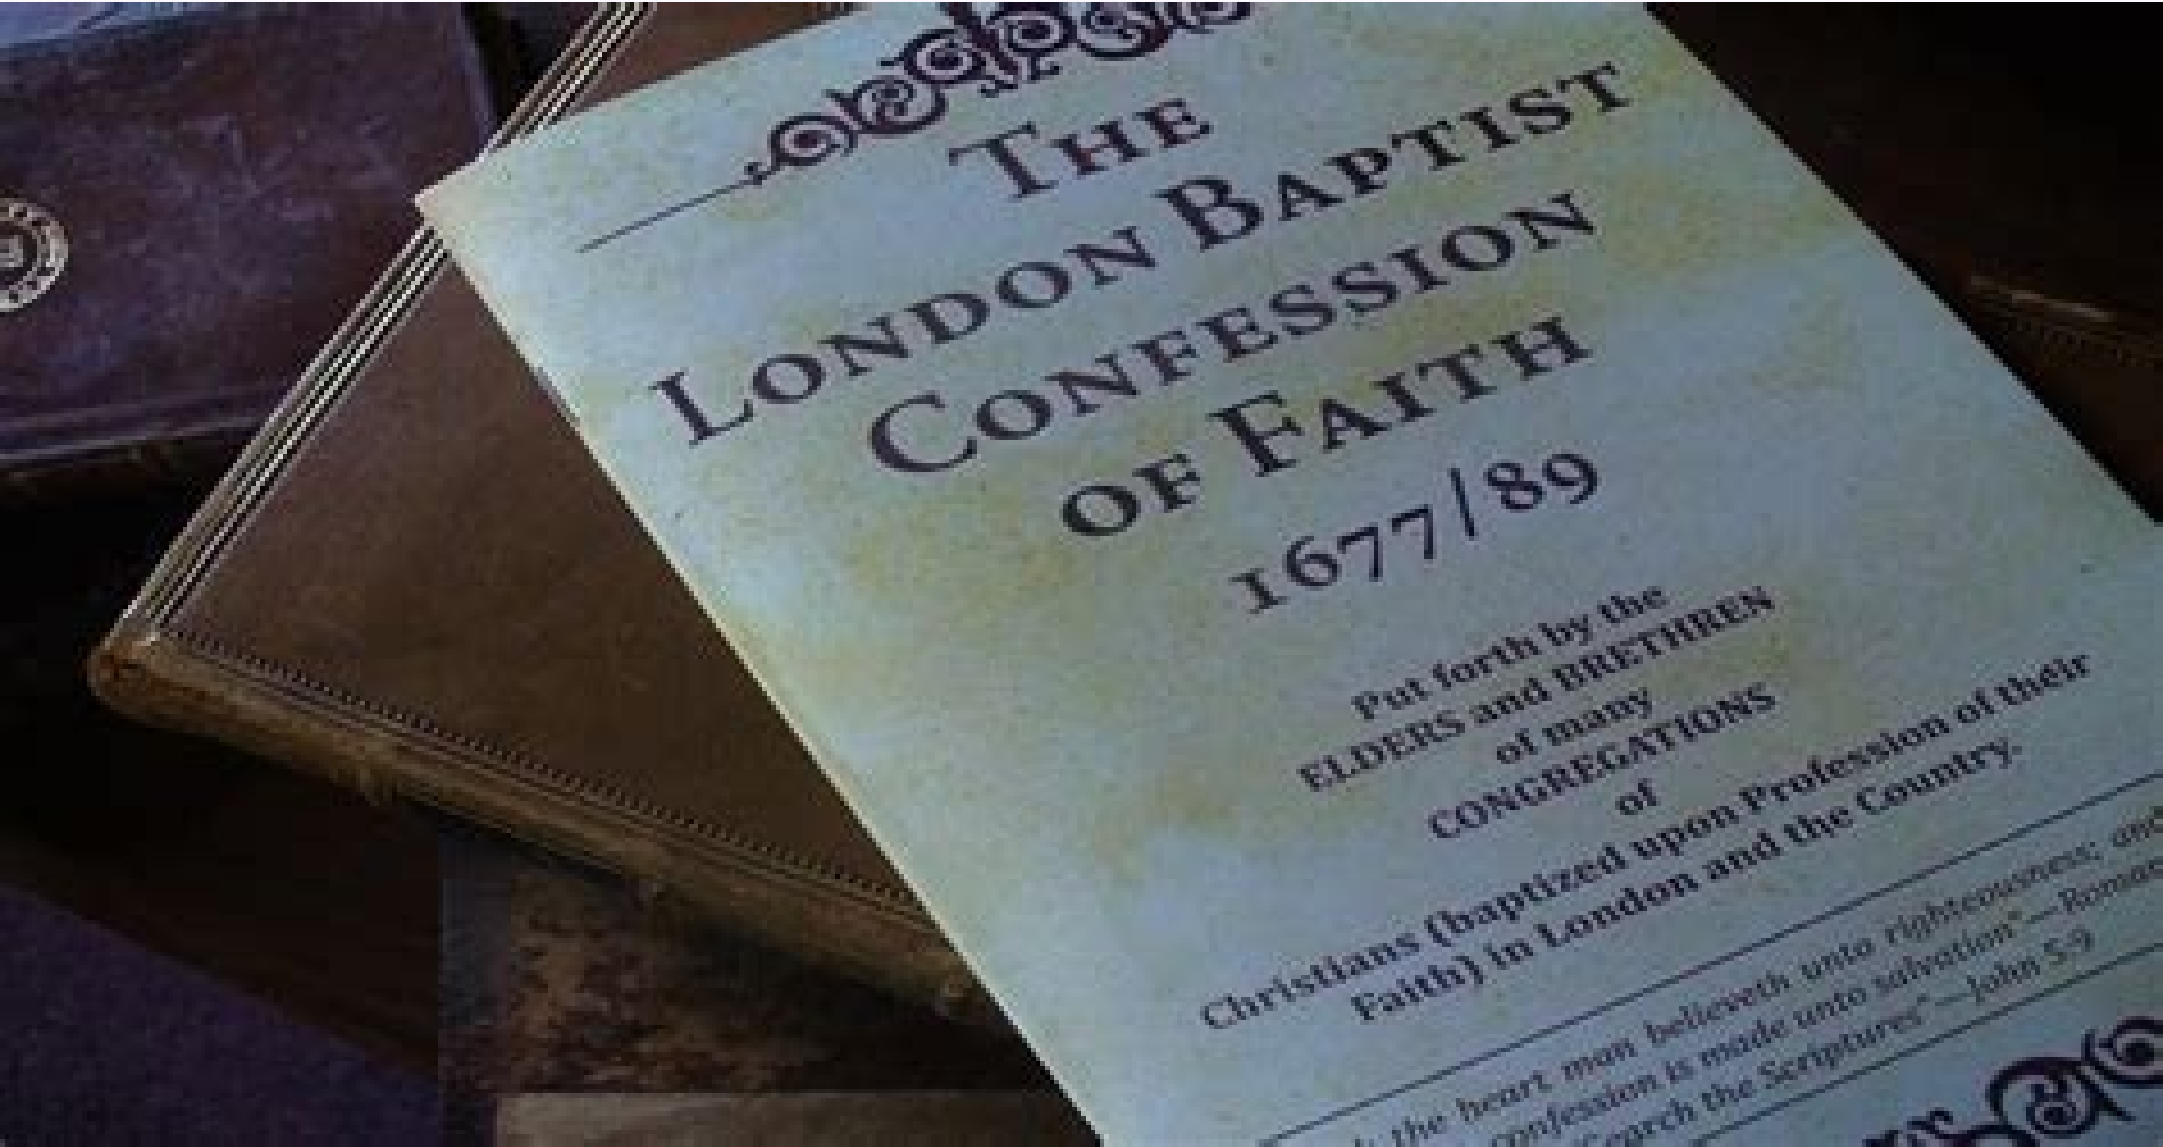 THE
LONDON BAPTIST
CONFESSION
OF FAITH
1677/89
Put forth by the
ELDERS and BRETHREN
of many
CONGREGATIONS
of
Christians (baptized upon Profession of their
Faith) in London and the Country.
the heart man believeth unto righteousness; and
confession is made unto salvation"—Romans
Search the Scriptures"—John 5:9